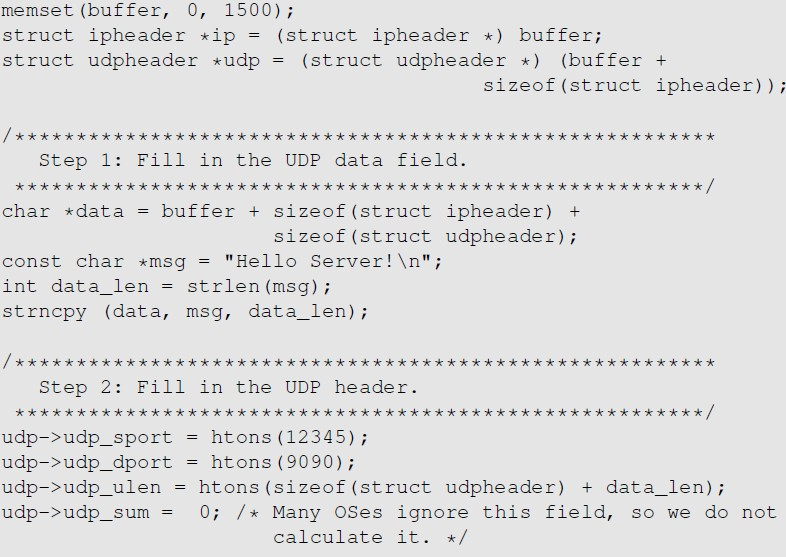 memset(buffer, 0, 1500);
struct ipheader *ip = (struct ipheader *) buffer;
struct udpheader *udp = (struct udpheader *) (buffer +
                                       sizeof(struct ipheader));
/*********************************************************
   Step 1: Fill in the UDP data field.
 ********************************************************/
char *data = buffer + sizeof(struct ipheader) +
                      sizeof(struct udpheader);
const char *msg = "Hello Server!\n";
int data_len = strlen(msg);
strncpy (data, msg, data_len);
/*********************************************************
   Step 2: Fill in the UDP header.
 ********************************************************/
udp->udp_sport = htons(12345);
udp->udp_dport = htons(9090);
udp->udp_ulen = htons(sizeof(struct udpheader) + data_len);
udp->udp_sum =  0; /* Many OSes ignore this field, so we do not
                      calculate it. */